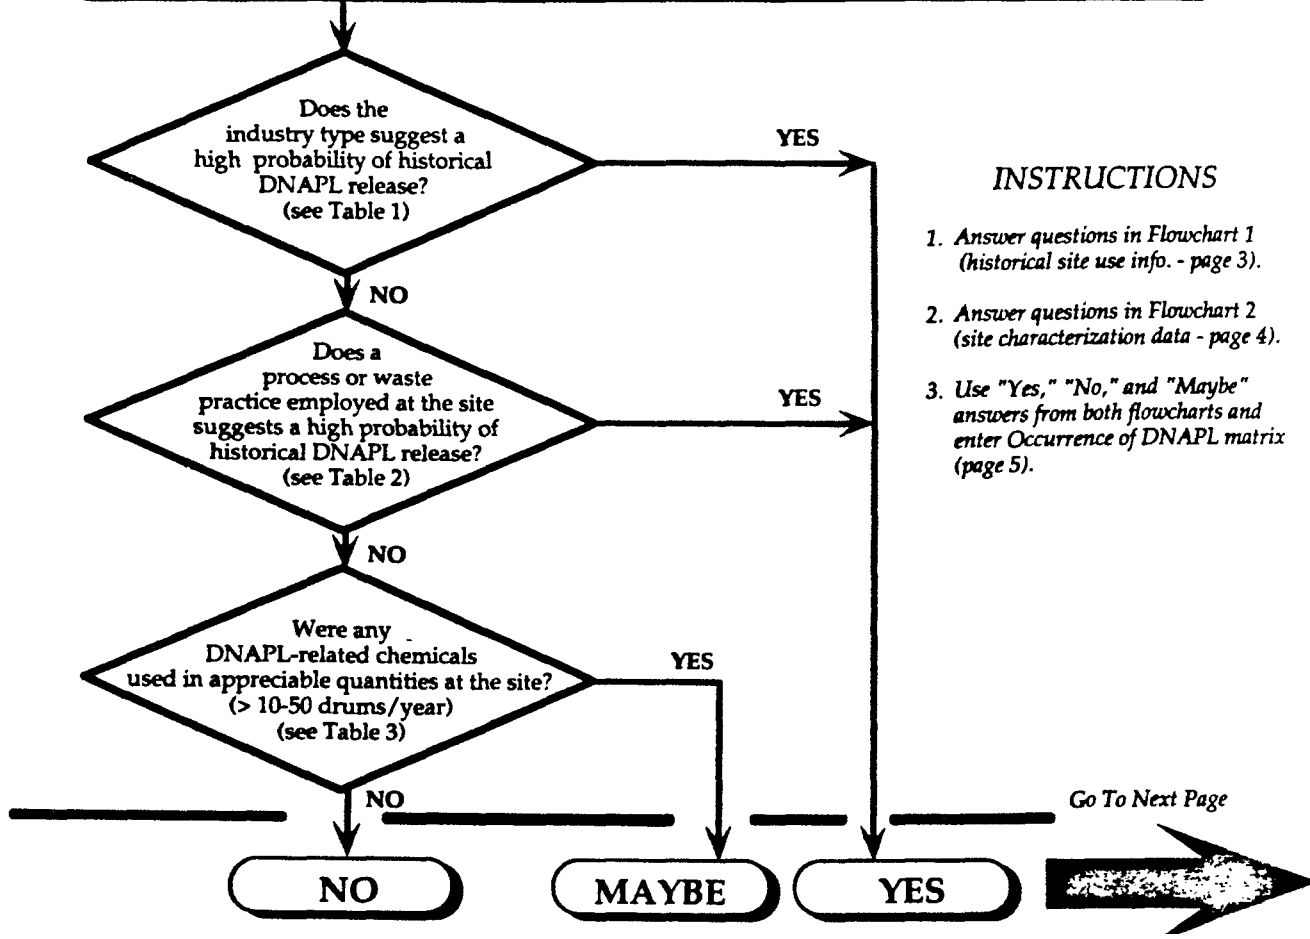 Does the
industry type suggest a
high probability of historical
DNAPL release?
(see Table 1)
YES
NO
Does a
process or waste
practice employed at the site
suggests a high probability of
historical DNAPL release?
(see Table 2)
YES
NO
Were any
DNAPL-related chemicals
used in appreciable quantities at the site?
(> 10-50 drums/year)
(see Table 3)
YES
NO
INSTRUCTIONS
1. Answer questions in Flowchart 1
(historical site use info. - page 3).
2. Answer questions in Flowchart 2
(site characterization data - page 4).
3. Use "Yes," "No," and "Maybe"
answers from both flowcharts and
enter Occurrence of DNAPL matrix
(page 5).
Go To Next Page
NO
MAYBE
YES